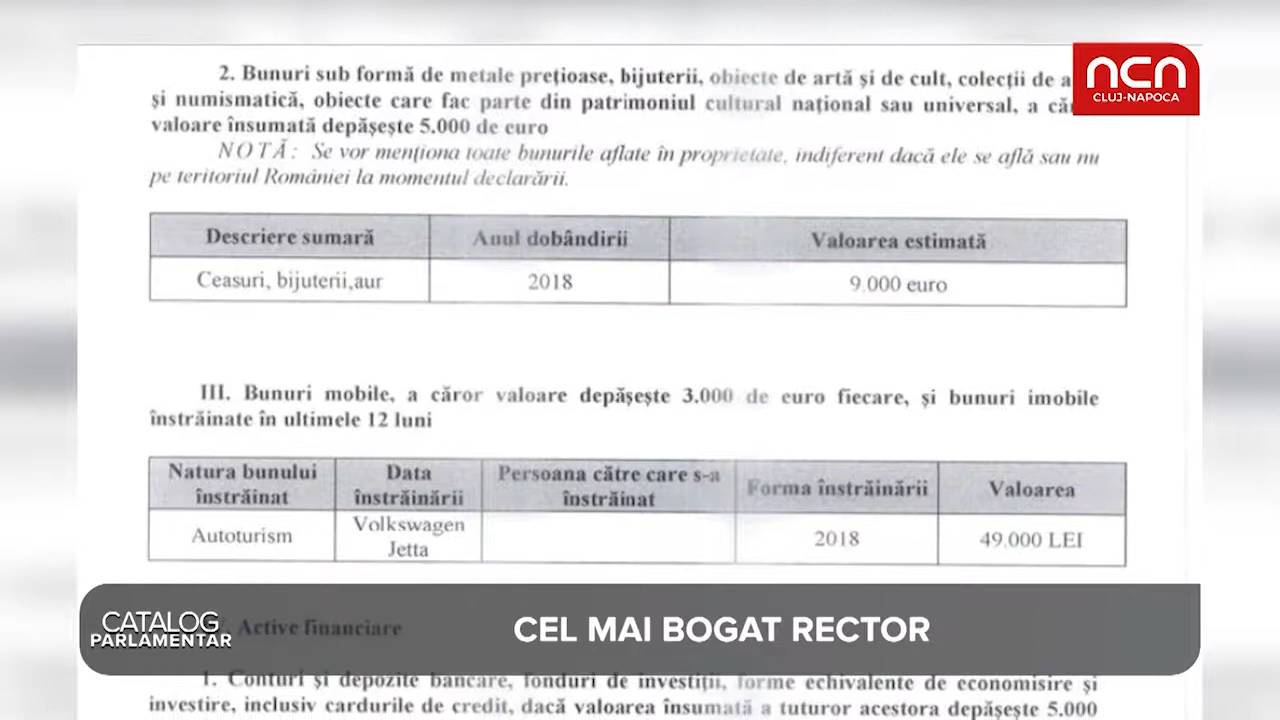 2. Bunuri sub formă de metale prețioase, bijuterii, obiecte de artă și de cult, colecții de
și numismatică, obiecte care fac parte din patrimoniul cultural național sau universal, a
valoare însumată depășește 5.000 de euro
NOTĂ: Se vor menționa toate bunurile aflate în proprietate, indiferent dacă ele se află sau nu
pe teritoriul României la momentul declarării.
Descriere sumară Anul dobândirii Valoarea estimată
Ceasuri, bijuterii,aur 2018 9.000 euro
III. Bunuri mobile, a căror valoare depășește 3.000 de euro fiecare, și bunuri imobile
înstrăinate în ultimele 12 luni
Natura bunului înstrăinat Data înstrăinării Persoana către care s-a înstrăinat Forma înstrăinării Valoarea
Autoturism Volkswagen Jetta 2018 49.000 LEI
Active financiare
1. Conturi și depozite bancare, fonduri de investiții, forme echivalente de economisire și
investire, inclusiv cardurile de credit, dacă valoarea însumată a tuturor acestora depășește 5.000
ncn
CLUJ-NAPOCA
CATALOG
PARLAMENTAR
CEL MAI BOGAT RECTOR